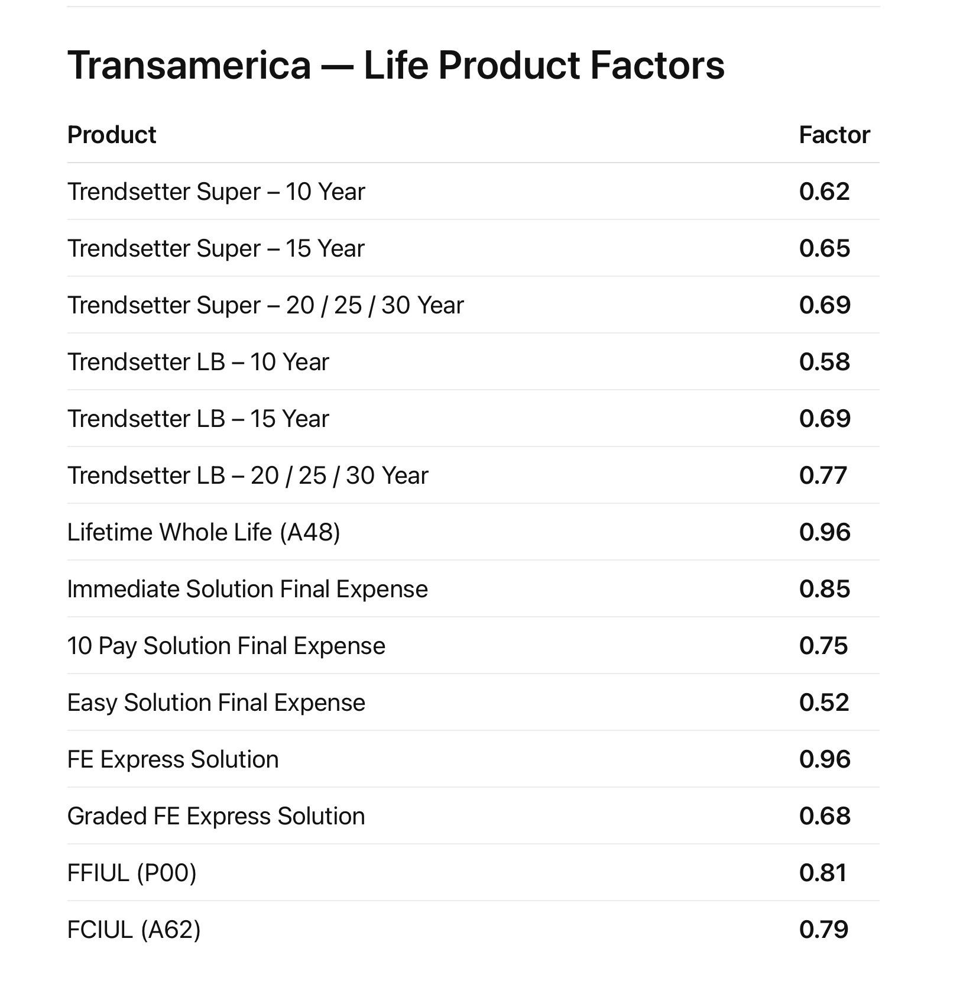 Transamerica — Life Product Factors
Product Factor
Trendsetter Super – 10 Year 0.62
Trendsetter Super – 15 Year 0.65
Trendsetter Super – 20 / 25 / 30 Year 0.69
Trendsetter LB – 10 Year 0.58
Trendsetter LB – 15 Year 0.69
Trendsetter LB – 20 / 25 / 30 Year 0.77
Lifetime Whole Life (A48) 0.96
Immediate Solution Final Expense 0.85
10 Pay Solution Final Expense 0.75
Easy Solution Final Expense 0.52
FE Express Solution 0.96
Graded FE Express Solution 0.68
FFIUL (P00) 0.81
FCIUL (A62) 0.79